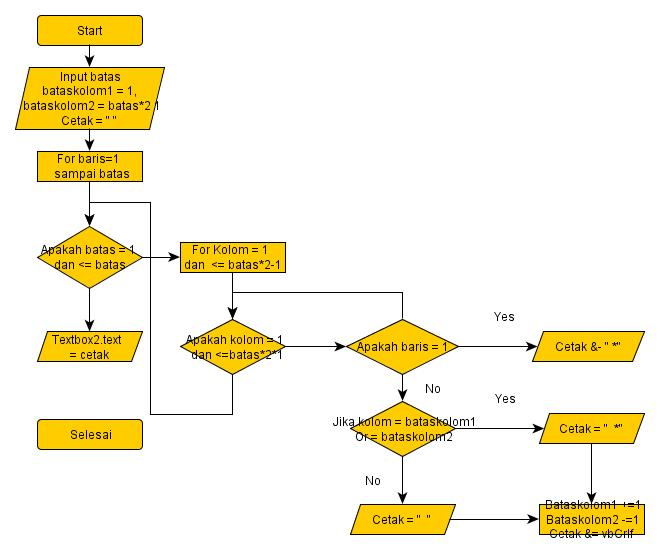 Start
Input batas
bataskolom1 = 1,
bataskolom2 = batas*2 1
Cetak = " "
For baris=1
sampai batas
Apakah batas = 1
dan <= batas
For Kolom = 1
dan <= batas*2-1
Textbox2.text
= cetak
Apakah kolom = 1
dan <=batas*2*1
Apakah baris = 1
Yes
Cetak &- " *"
No
Selesai
Jika kolom = bataskolom1
Or = bataskolom2
Yes
Cetak = " *"
No
Cetak = " "
Bataskolom1 +=1
Bataskolom2 -=1
Cetak &= vbCrlf